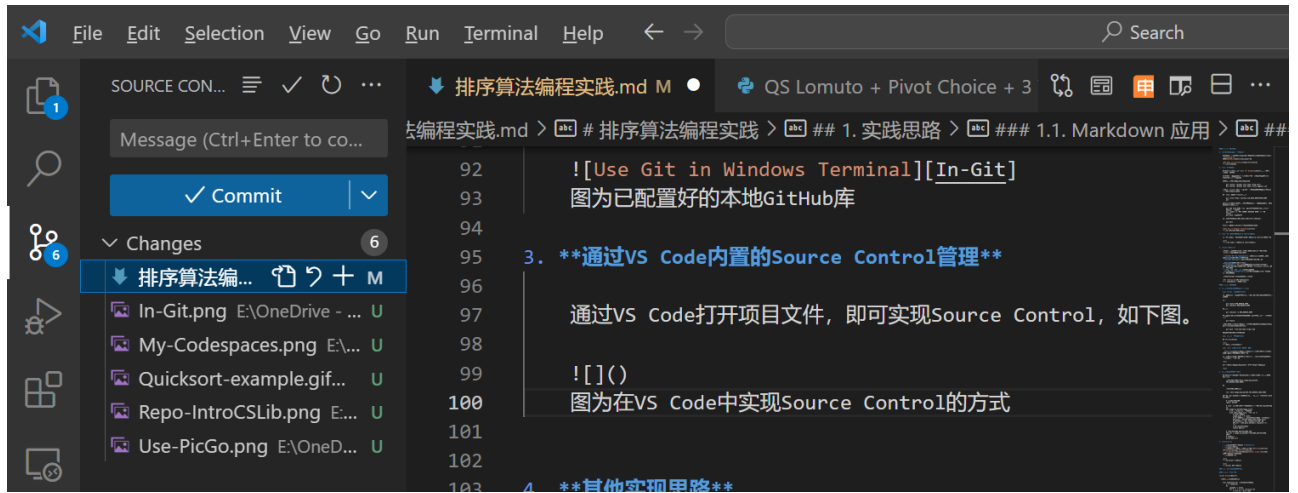 File Edit Selection View Go Run Terminal Help Search
SOURCE CON...
排序算法编程实践.md M
QS Lomuto + Pivot Choice + 3
申
1
法编程实践.md > # 排序算法编程实践 > ## 1. 实践思路 > ### 1.1. Markdown 应用 > ##
Message (Ctrl+Enter to co...
Commit
6
Changes 6
排序算法编... M
In-Git.png E:\OneDrive - ... U
My-Codespaces.png E:\... U
Quicksort-example.gif... U
Repo-IntroCSLib.png E:... U
Use-PicGo.png E:\OneD... U
92 ![Use Git in Windows Terminal][In-Git]
93 图为已配置好的本地GitHub库
94
95 3. **通过VS Code内置的Source Control管理**
96
97 通过VS Code打开项目文件，即可实现Source Control，如下图。
98
99 ![]()
100 图为在VS Code中实现Source Control的方式
101
102
103 4. **其他实现思路**